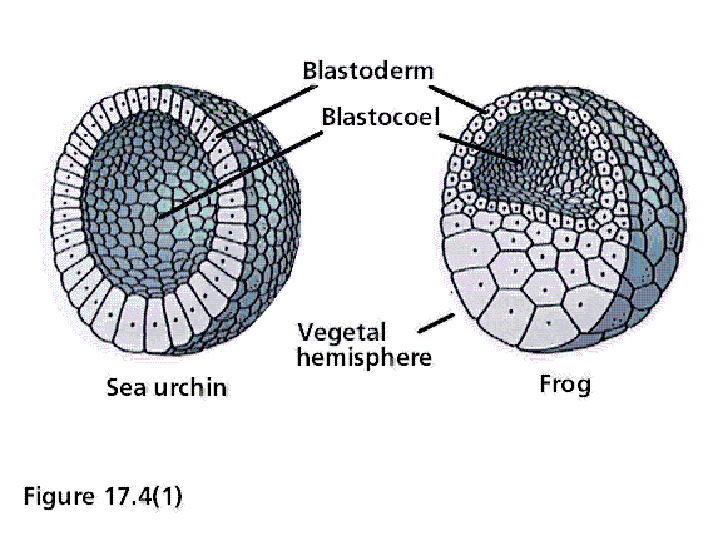 Blastoderm
Blastocoel
Vegetal
hemisphere
Sea urchin
Frog
Figure 17.4(1)